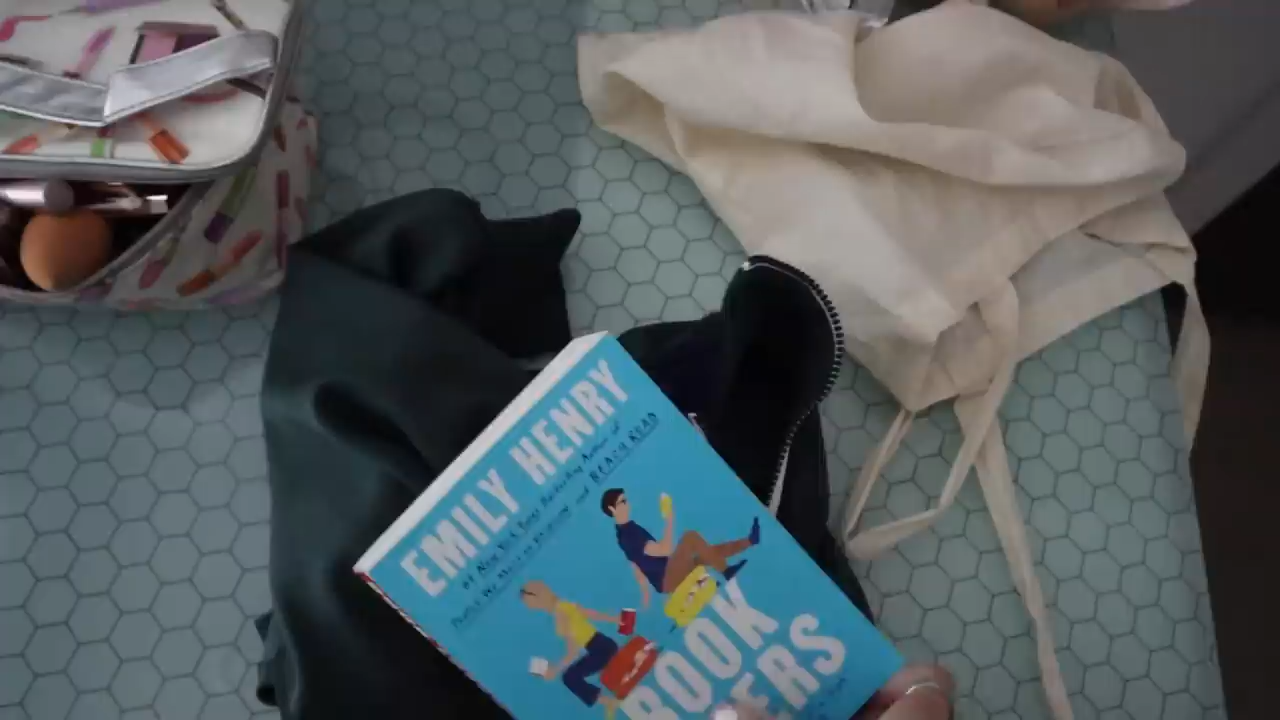 EMILY HENRY
#1 New York Times Bestselling Author of
People We Meet on Vacation and BEACH READ
BOOK
ERS